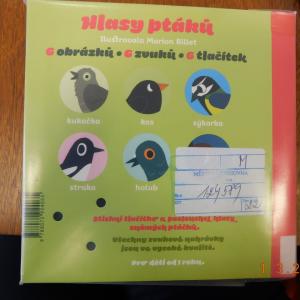 Hlasy ptáků
Ilustrovala Marion Billet
6 obrázků • 6 zvuků • 6 tlačítek
kukačka kos sýkorka
straka holub
M
Stiskni tlačítko a poslouchej hlasy
známých ptáčků.
Všechny zvukové nahrávky
jsou ve vysoké kvalitě.
Pro děti od 1 roku.